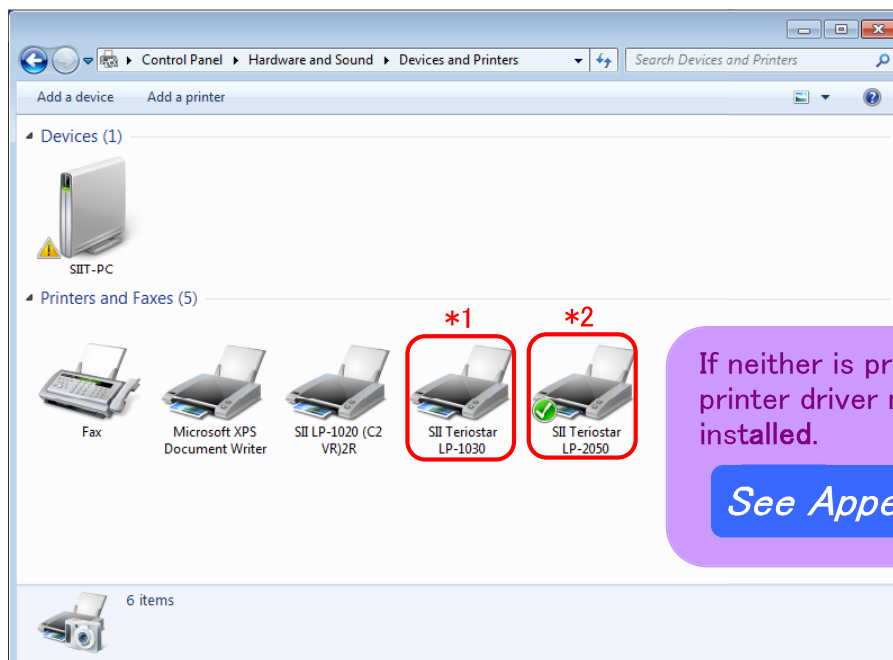 Control Panel ▸ Hardware and Sound ▸ Devices and Printers
Search Devices and Printers
Add a device Add a printer
Devices (1)
SIIT-PC
Printers and Faxes (5)
*1 *2
Fax
Microsoft XPS
Document Writer
SII LP-1020 (C2
VR)2R
SII Teriostar
LP-1030
SII Teriostar
LP-2050
If neither is pr
printer driver
installed.
See Appe
6 items